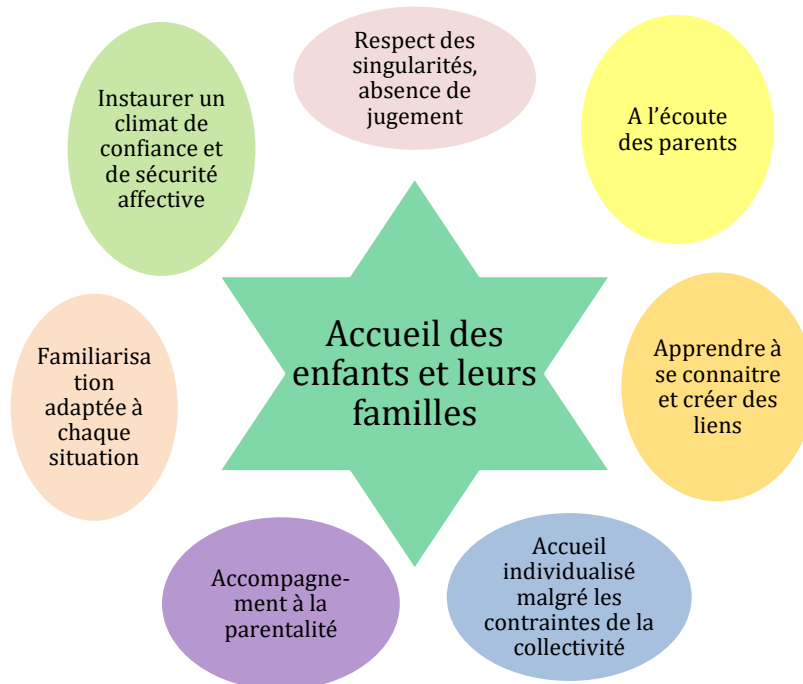 Respect des
singularités,
absence de
jugement
A l'écoute
des parents
Apprendre à
se connaitre
et créer des
liens
Accueil
individualisé
malgré les
contraintes de la
collectivité
Accompagne-
ment à la
parentalité
Familiarisa
tion
adaptée à
chaque
situation
Instaurer un
climat de
confiance et
de sécurité
affective
Accueil des
enfants et leurs
familles